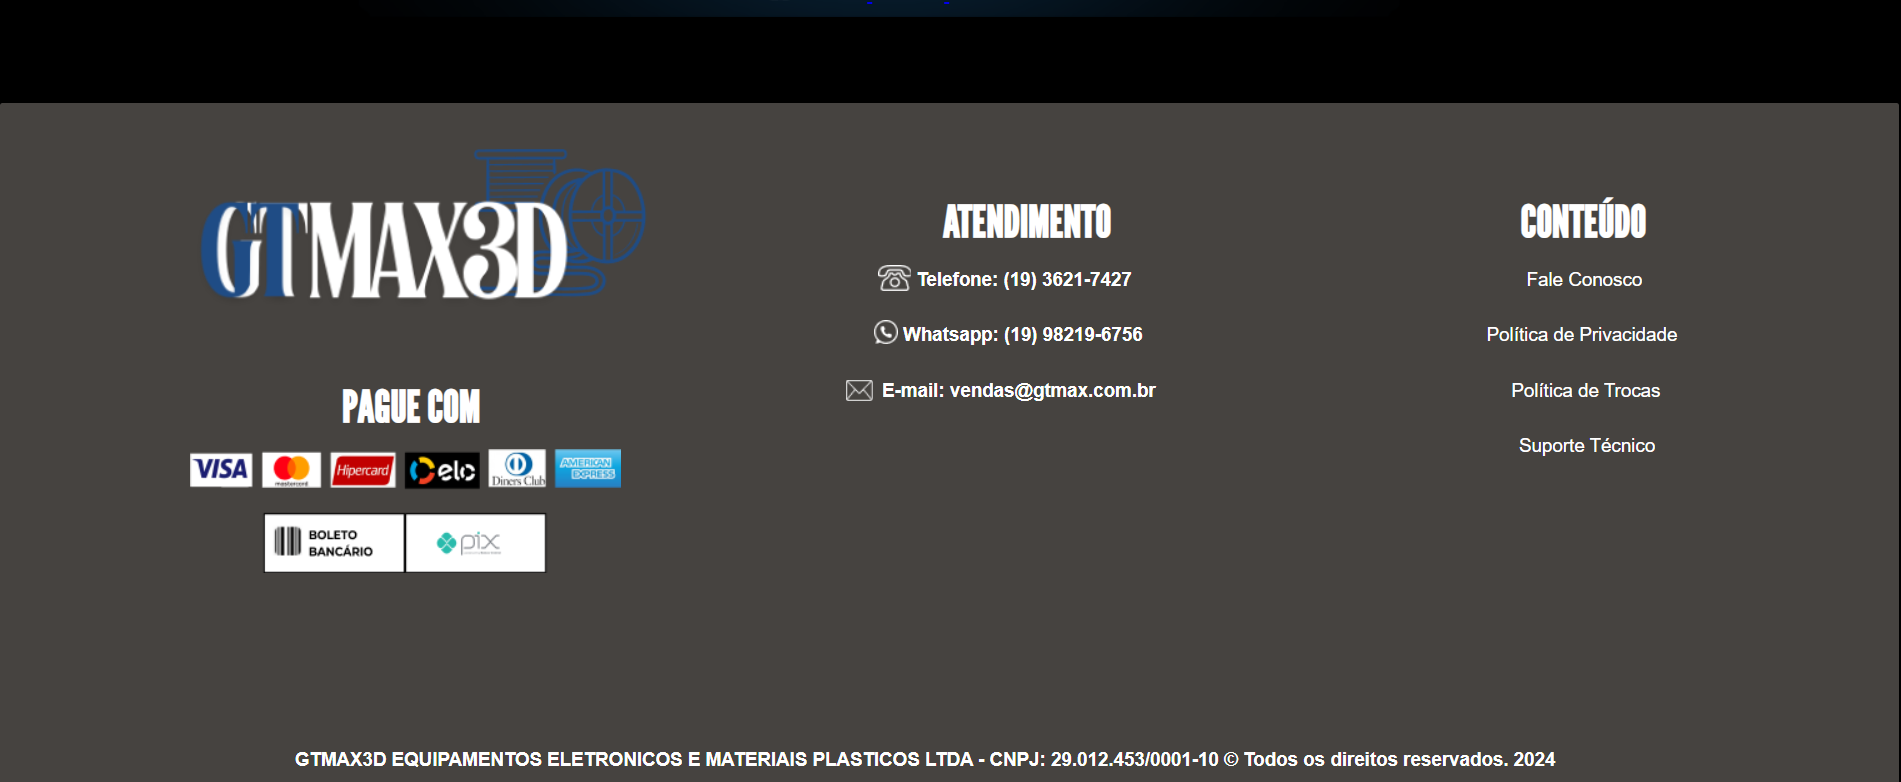 GTMAX3D
PAGUE COM
VISA
mastercard
Hipercard
elo
Diners Club
AMERICAN
EXPRESS
BOLETO
BANCÁRIO
pix
ATENDIMENTO
Telefone: (19) 3621-7427
Whatsapp: (19) 98219-6756
E-mail: vendas@gtmax.com.br
CONTEÚDO
Fale Conosco
Política de Privacidade
Política de Trocas
Suporte Técnico
GTMAX3D EQUIPAMENTOS ELETRONICOS E MATERIAIS PLASTICOS LTDA - CNPJ: 29.012.453/0001-10 © Todos os direitos reservados. 2024